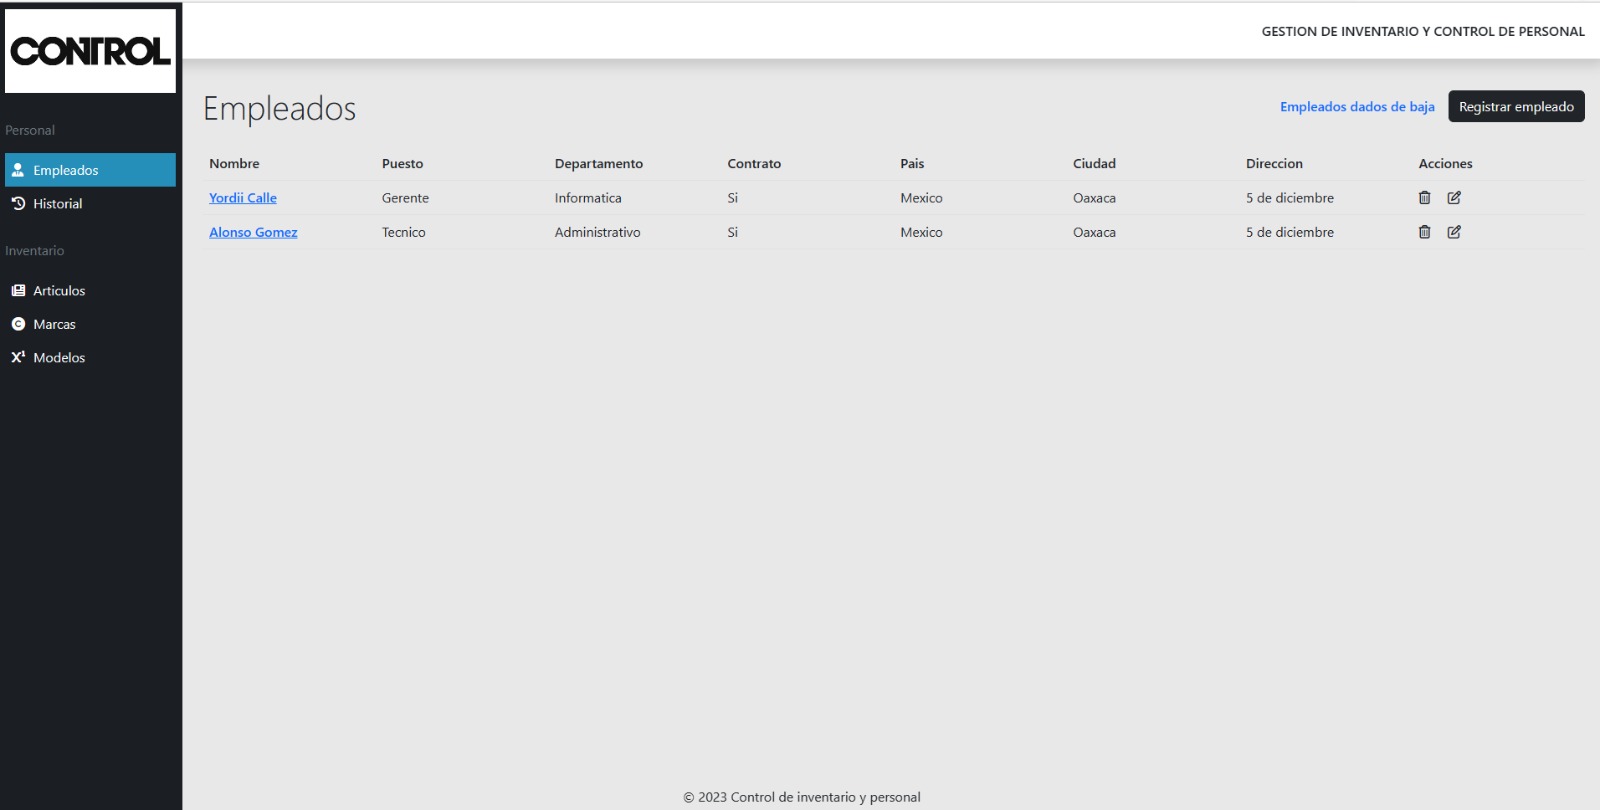 CONTROL
GESTION DE INVENTARIO Y CONTROL DE PERSONAL
Personal
Empleados
Historial
Inventario
Articulos
Marcas
X¹ Modelos
Empleados
Empleados dados de baja Registrar empleado
Nombre Puesto Departamento Contrato Pais Ciudad Direccion Acciones
Yordii Calle Gerente Informatica Si Mexico Oaxaca 5 de diciembre
Alonso Gomez Tecnico Administrativo Si Mexico Oaxaca 5 de diciembre
© 2023 Control de inventario y personal